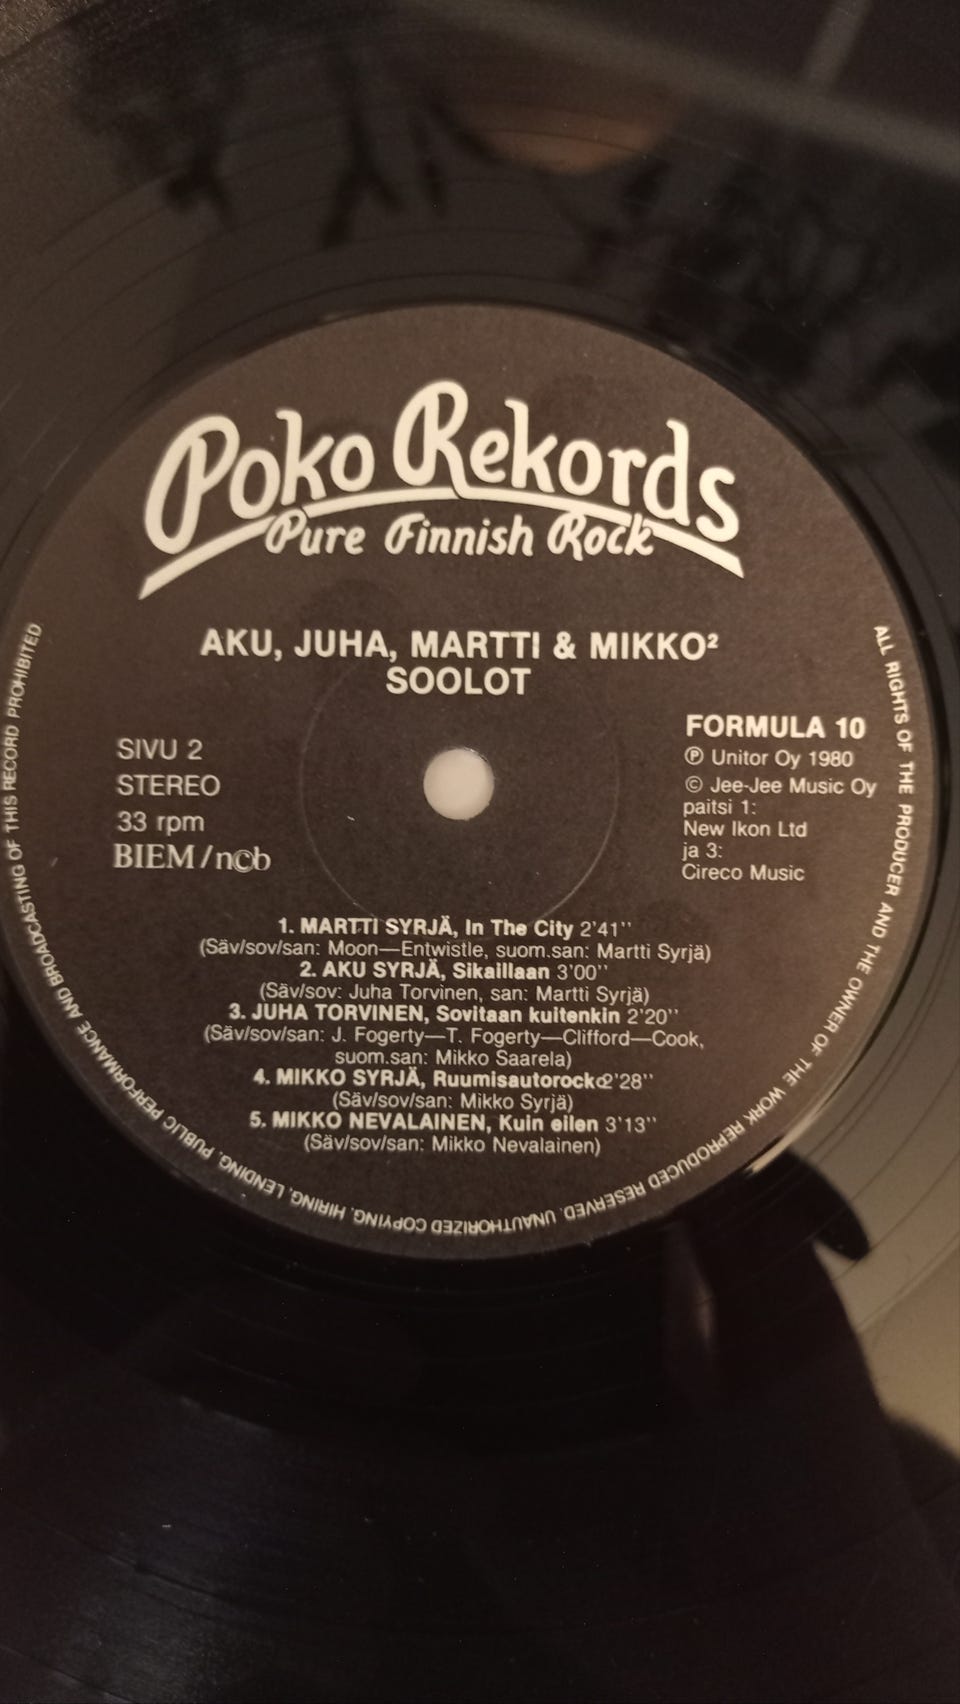 Poko Rekords
Pure Finnish Rock
AKU, JUHA, MARTTI & MIKKO²
SOOLOT
SIVU 2
STEREO
33 rpm
BIEM/n©b
FORMULA 10
℗ Unitor Oy 1980
© Jee-Jee Music Oy
paitsi 1:
New Ikon Ltd
ja 3:
Cireco Music
1. MARTTI SYRJÄ, In The City 2'41''
(Säv/sov/san: Moon—Entwistle, suom.san: Martti Syrjä)
2. AKU SYRJÄ, Sikaillaan 3'00''
(Säv/sov: Juha Torvinen, san: Martti Syrjä)
3. JUHA TORVINEN, Sovitaan kuitenkin 2'20''
(Säv/sov/san: J. Fogerty—T. Fogerty—Clifford—Cook,
suom.san: Mikko Saarela)
4. MIKKO SYRJÄ, Ruumisautorock 2'28''
(Säv/sov/san: Mikko Syrjä)
5. MIKKO NEVALAINEN, Kuin eilen 3'13''
(Säv/sov/san: Mikko Nevalainen)
ALL RIGHTS OF THE PRODUCER AND THE OWNER OF THE WORK REPRODUCED RESERVED. UNAUTHORIZED COPYING, HIRING, LENDING, PUBLIC PERFORMANCE AND BROADCASTING OF THIS RECORD PROHIBITED